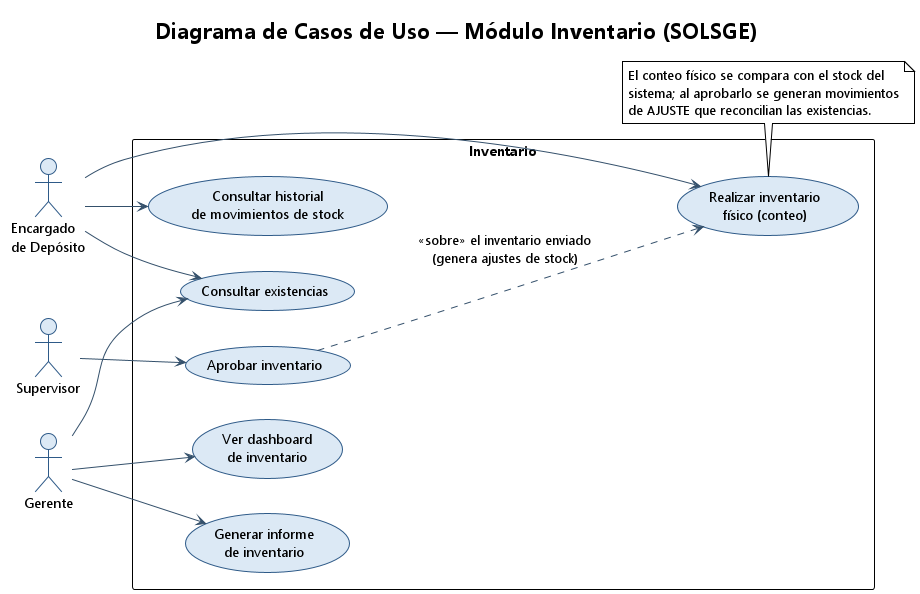 Diagrama de Casos de Uso — Módulo Inventario (SOLSGE)
El conteo físico se compara con el stock del
sistema; al aprobarlo se generan movimientos
de AJUSTE que reconcilian las existencias.
Inventario
Encargado
de Depósito
Consultar historial
de movimientos de stock
Realizar inventario
físico (conteo)
«sobre» el inventario enviado
(genera ajustes de stock)
Consultar existencias
Supervisor
Aprobar inventario
Ver dashboard
de inventario
Gerente
Generar informe
de inventario